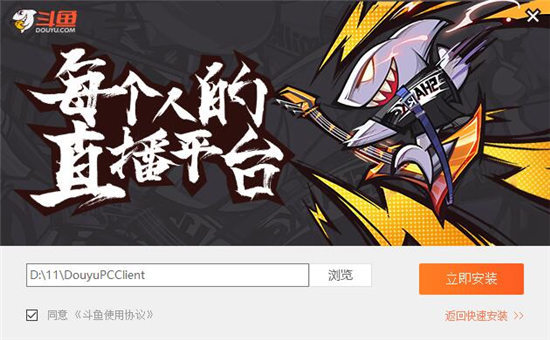 斗鱼
DOUYU.COM
每个人的
直播平台
SHARK
D:\11\DouyuPCClient
浏览
立即安装
同意 《斗鱼使用协议》
返回快速安装 >>